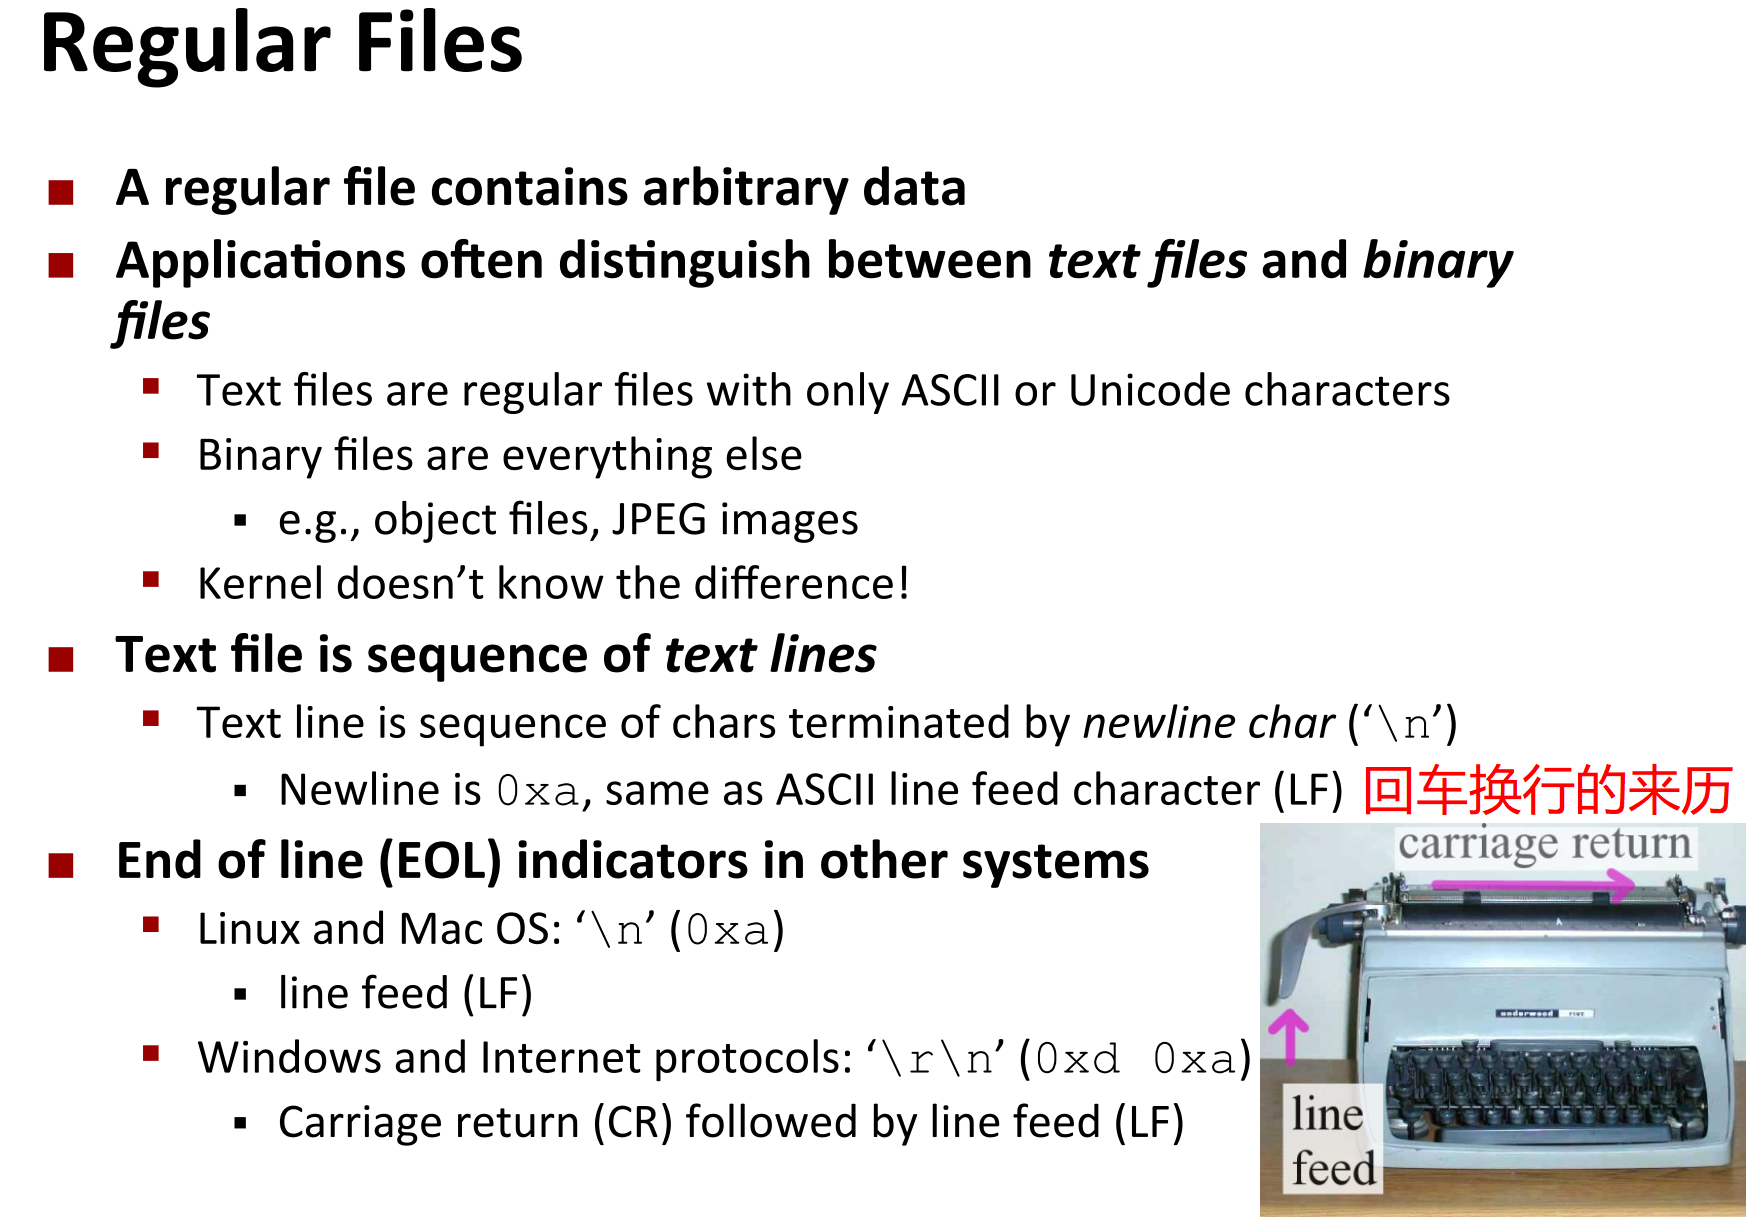 Regular Files
A regular file contains arbitrary data
Applications often distinguish between text files and binary
files
Text files are regular files with only ASCII or Unicode characters
Binary files are everything else
e.g., object files, JPEG images
Kernel doesn’t know the difference!
Text file is sequence of text lines
Text line is sequence of chars terminated by newline char (‘\n’)
Newline is 0xa, same as ASCII line feed character (LF) 回车换行的来历
End of line (EOL) indicators in other systems
Linux and Mac OS: ‘\n’ (0xa)
line feed (LF)
Windows and Internet protocols: ‘\r\n’ (0xd 0xa)
Carriage return (CR) followed by line feed (LF)
carriage return
underwood
line
feed